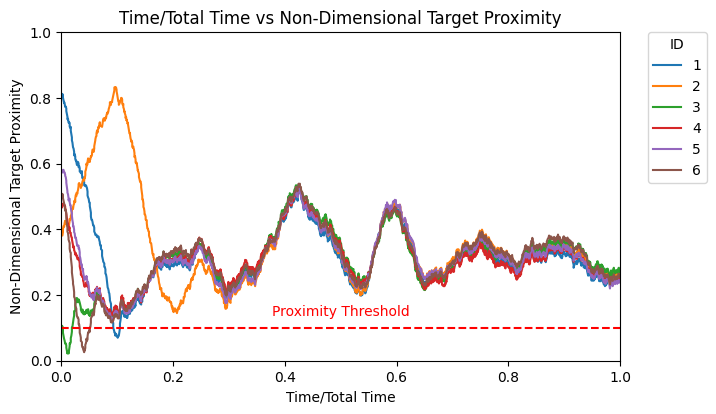 Time/Total Time vs Non-Dimensional Target Proximity
Non-Dimensional Target Proximity
1.0
0.8
0.6
0.4
0.2
0.0
Proximity Threshold
0.0 0.2 0.4 0.6 0.8 1.0
Time/Total Time
ID
1
2
3
4
5
6